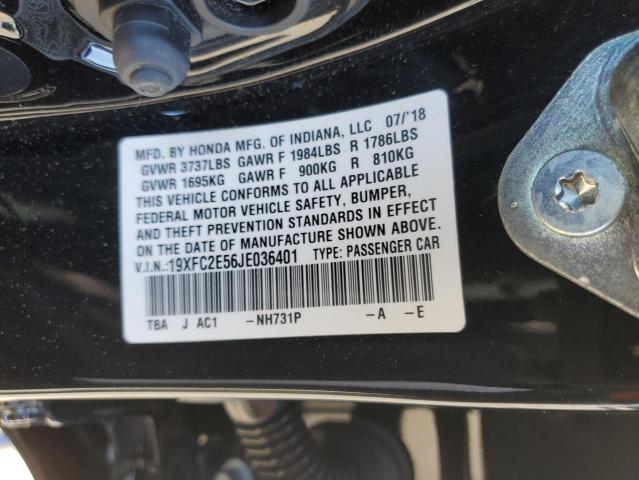 MFD. BY HONDA MFG. OF INDIANA, LLC 07/'18
GVWR 3737LBS GAWR F 1984LBS R 1786LBS
GVWR 1695KG GAWR F 900KG R 810KG
THIS VEHICLE CONFORMS TO ALL APPLICABLE
FEDERAL MOTOR VEHICLE SAFETY, BUMPER,
AND THEFT PREVENTION STANDARDS IN EFFECT
ON THE DATE OF MANUFACTURE SHOWN ABOVE.
V.I.N.:19XFC2E56JE036401 TYPE: PASSENGER CAR
TBA J AC1 -NH731P -A -E